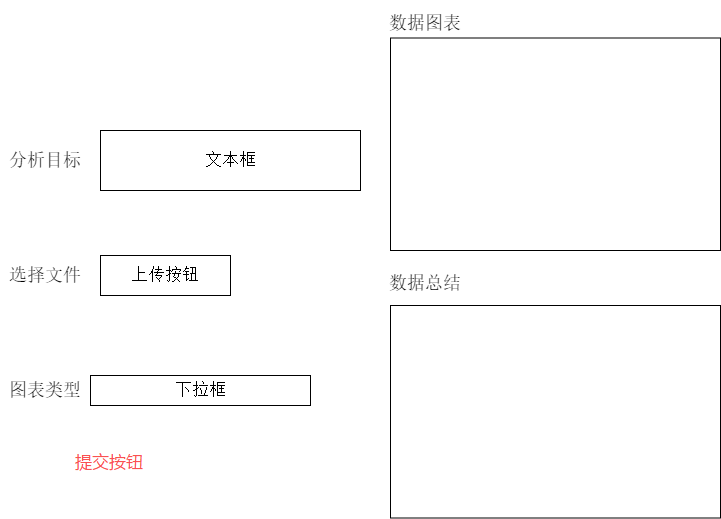 数据图表
分析目标
文本框
选择文件
上传按钮
数据总结
图表类型
下拉框
提交按钮